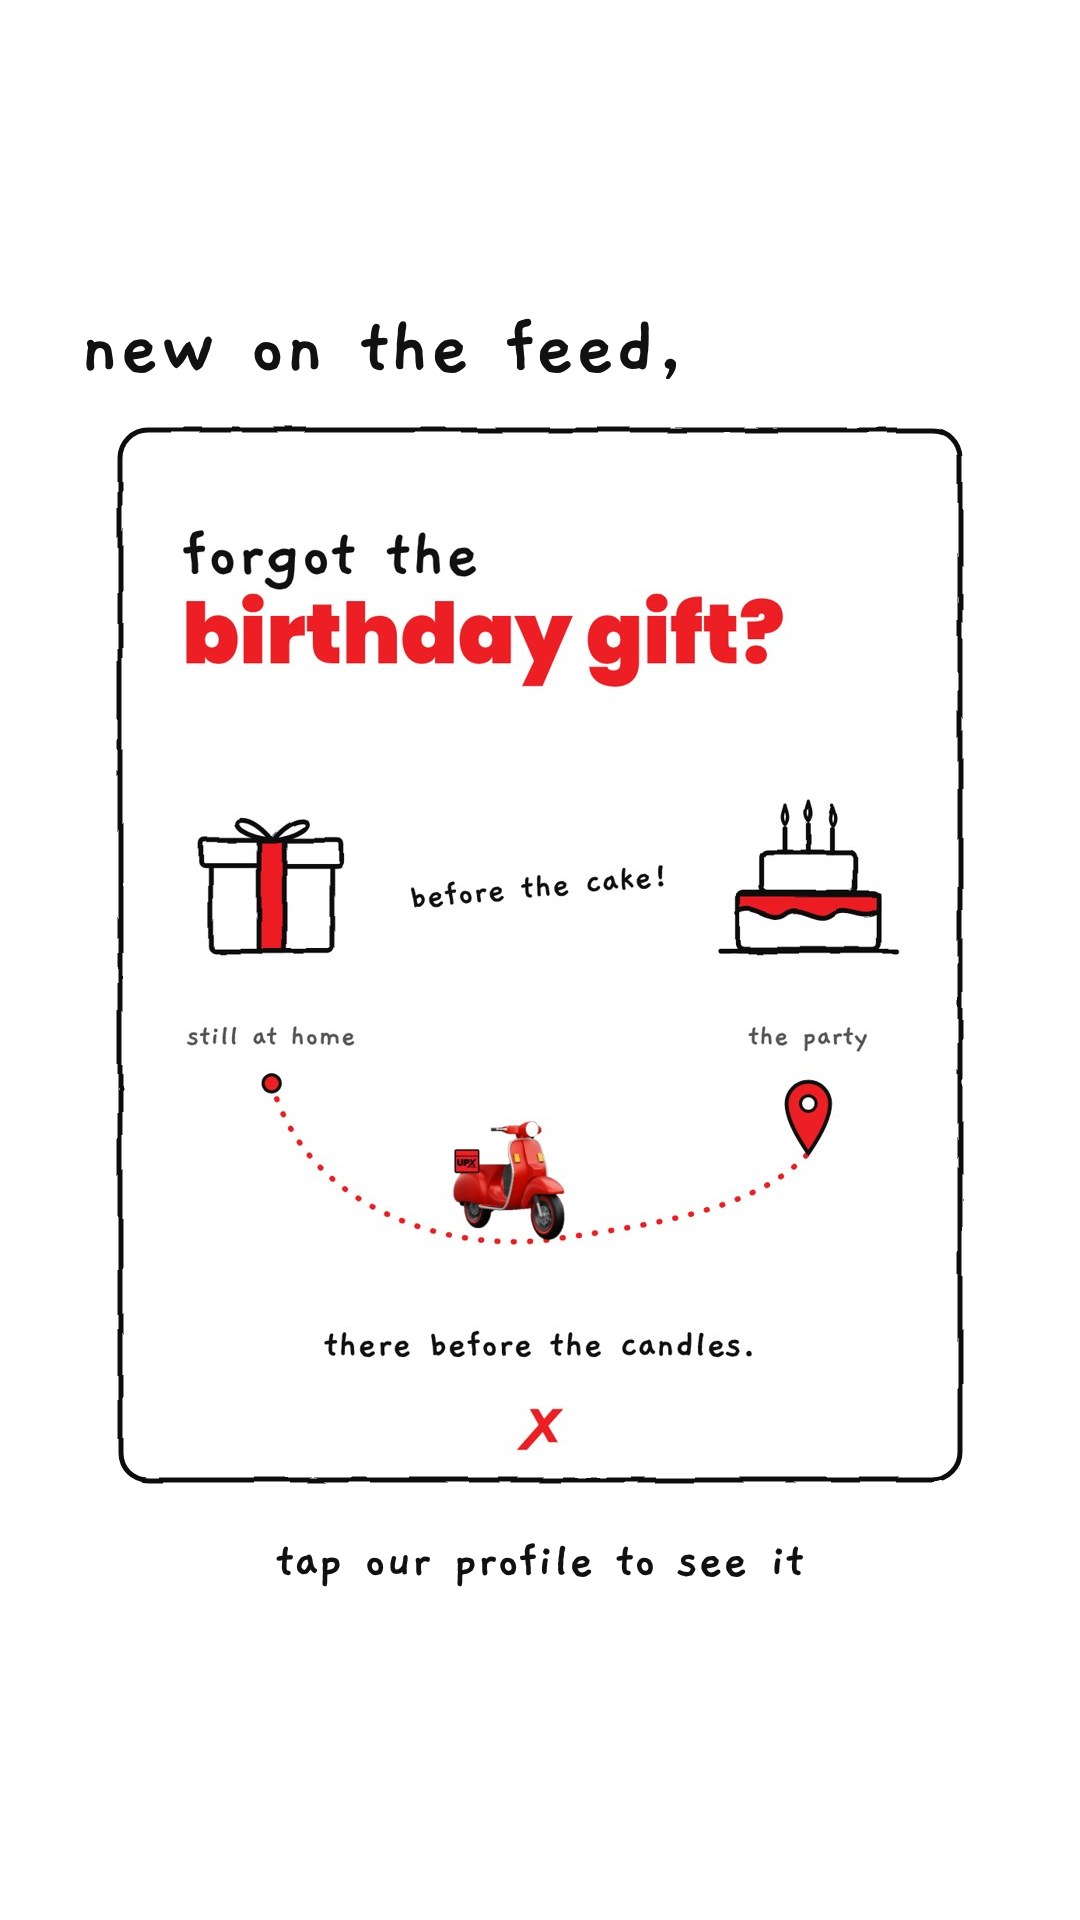 new on the feed,
forgot the
birthday gift?
before the cake!
still at home
the party
UPX
there before the candles.
X
tap our profile to see it